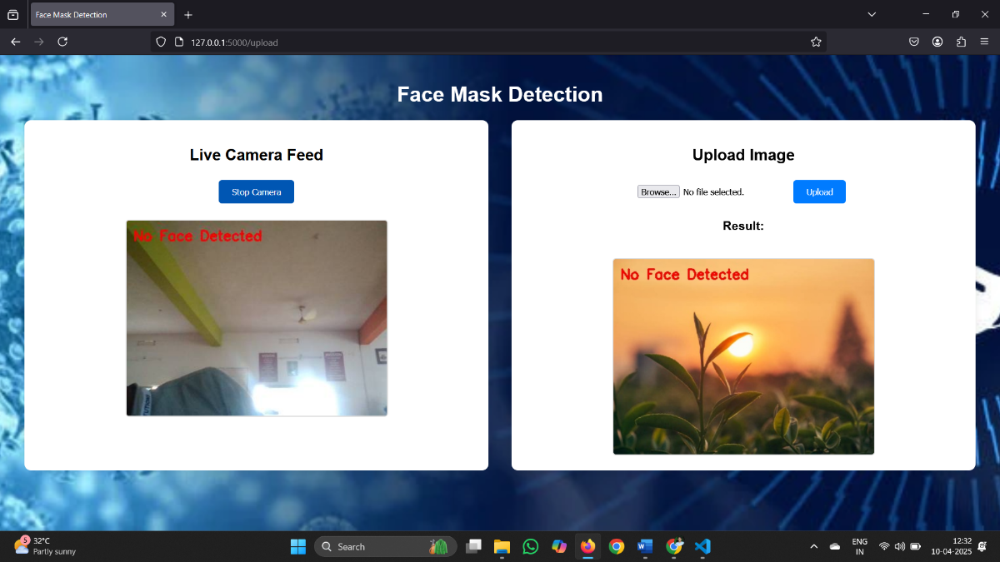 Face Mask Detection
127.0.0.1:5000/upload
Face Mask Detection
Live Camera Feed
Stop Camera
No Face Detected
Upload Image
Browse... No file selected.
Upload
Result:
No Face Detected
5
32°C
Partly sunny
Search
ENG
IN
12:32
10-04-2025